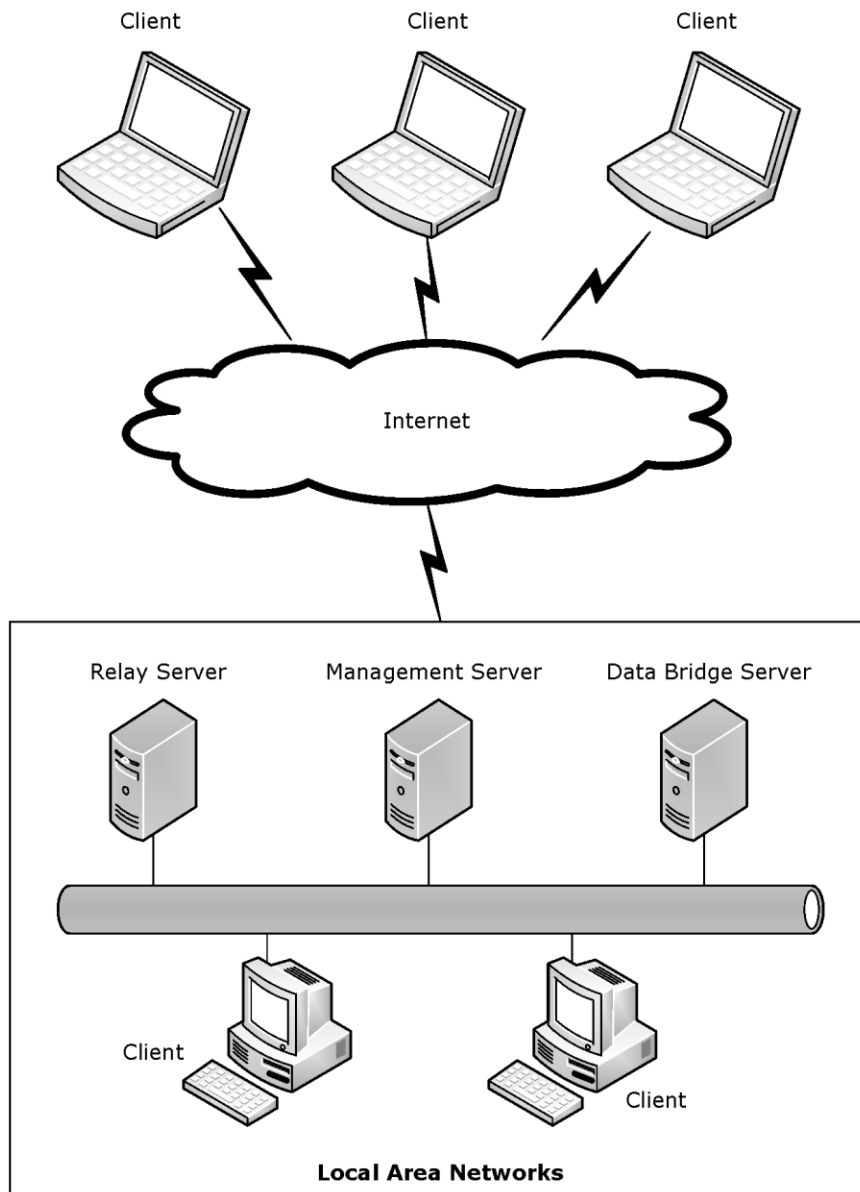 Client
Client
Client
Internet
Relay Server
Management Server
Data Bridge Server
Client
Client
Local Area Networks